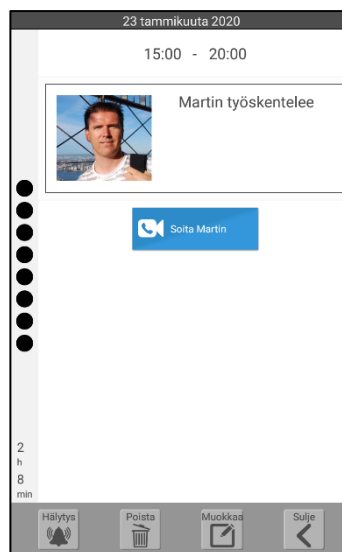 23 tammikuuta 2020
15:00 - 20:00
Martin työskentelee
Soita Martin
2
h
8
min
Hälytys
Poista
Muokkaa
Sulje